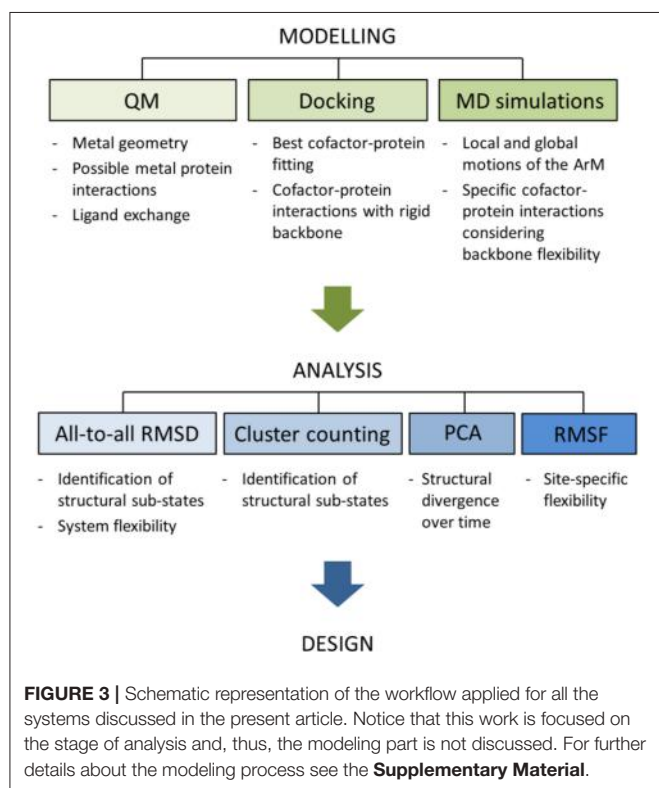 MODELLING
QM
- Metal geometry
- Possible metal protein
interactions
- Ligand exchange
Docking
- Best cofactor-protein
fitting
- Cofactor-protein
interactions with rigid
backbone
MD simulations
- Local and global
motions of the ArM
- Specific cofactor-
protein interactions
considering
backbone flexibility
ANALYSIS
All-to-all RMSD
- Identification of
structural sub-states
- System flexibility
Cluster counting
- Identification of
structural sub-states
PCA
- Structural
divergence
over time
RMSF
- Site-specific
flexibility
DESIGN
FIGURE 3 | Schematic representation of the workflow applied for all the
systems discussed in the present article. Notice that this work is focused on
the stage of analysis and, thus, the modeling part is not discussed. For further
details about the modeling process see the Supplementary Material.